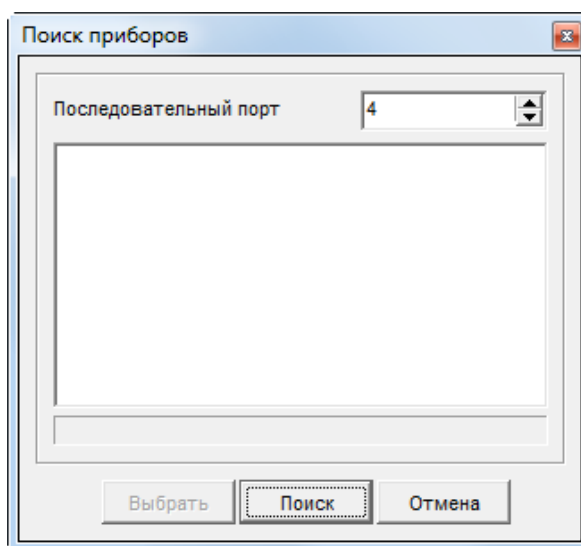 Поиск приборов
Последовательный порт 4
Выбрать Поиск Отмена